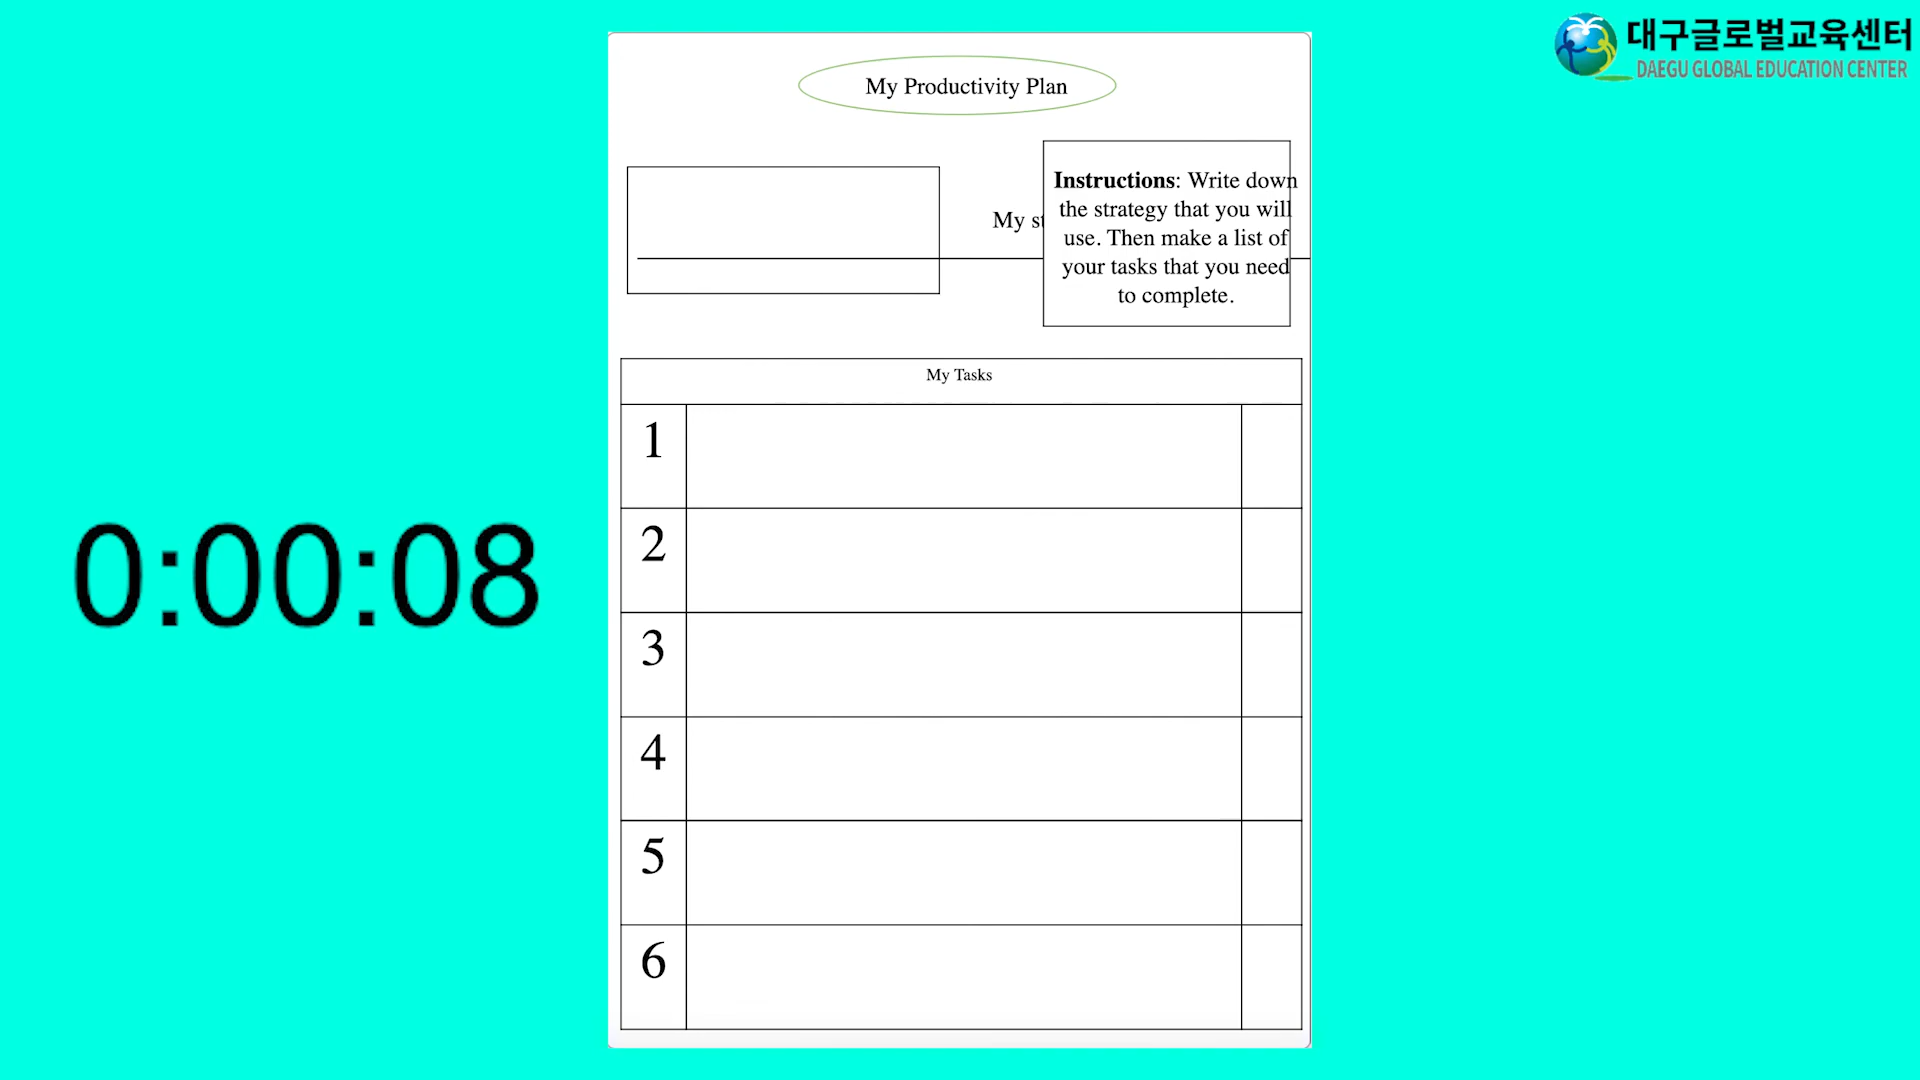 대구글로벌교육센터
DAEGU GLOBAL EDUCATION CENTER
My Productivity Plan
My st
Instructions: Write down
the strategy that you will
use. Then make a list of
your tasks that you need
to complete.
My Tasks
1
2
3
4
5
6
0:00:08